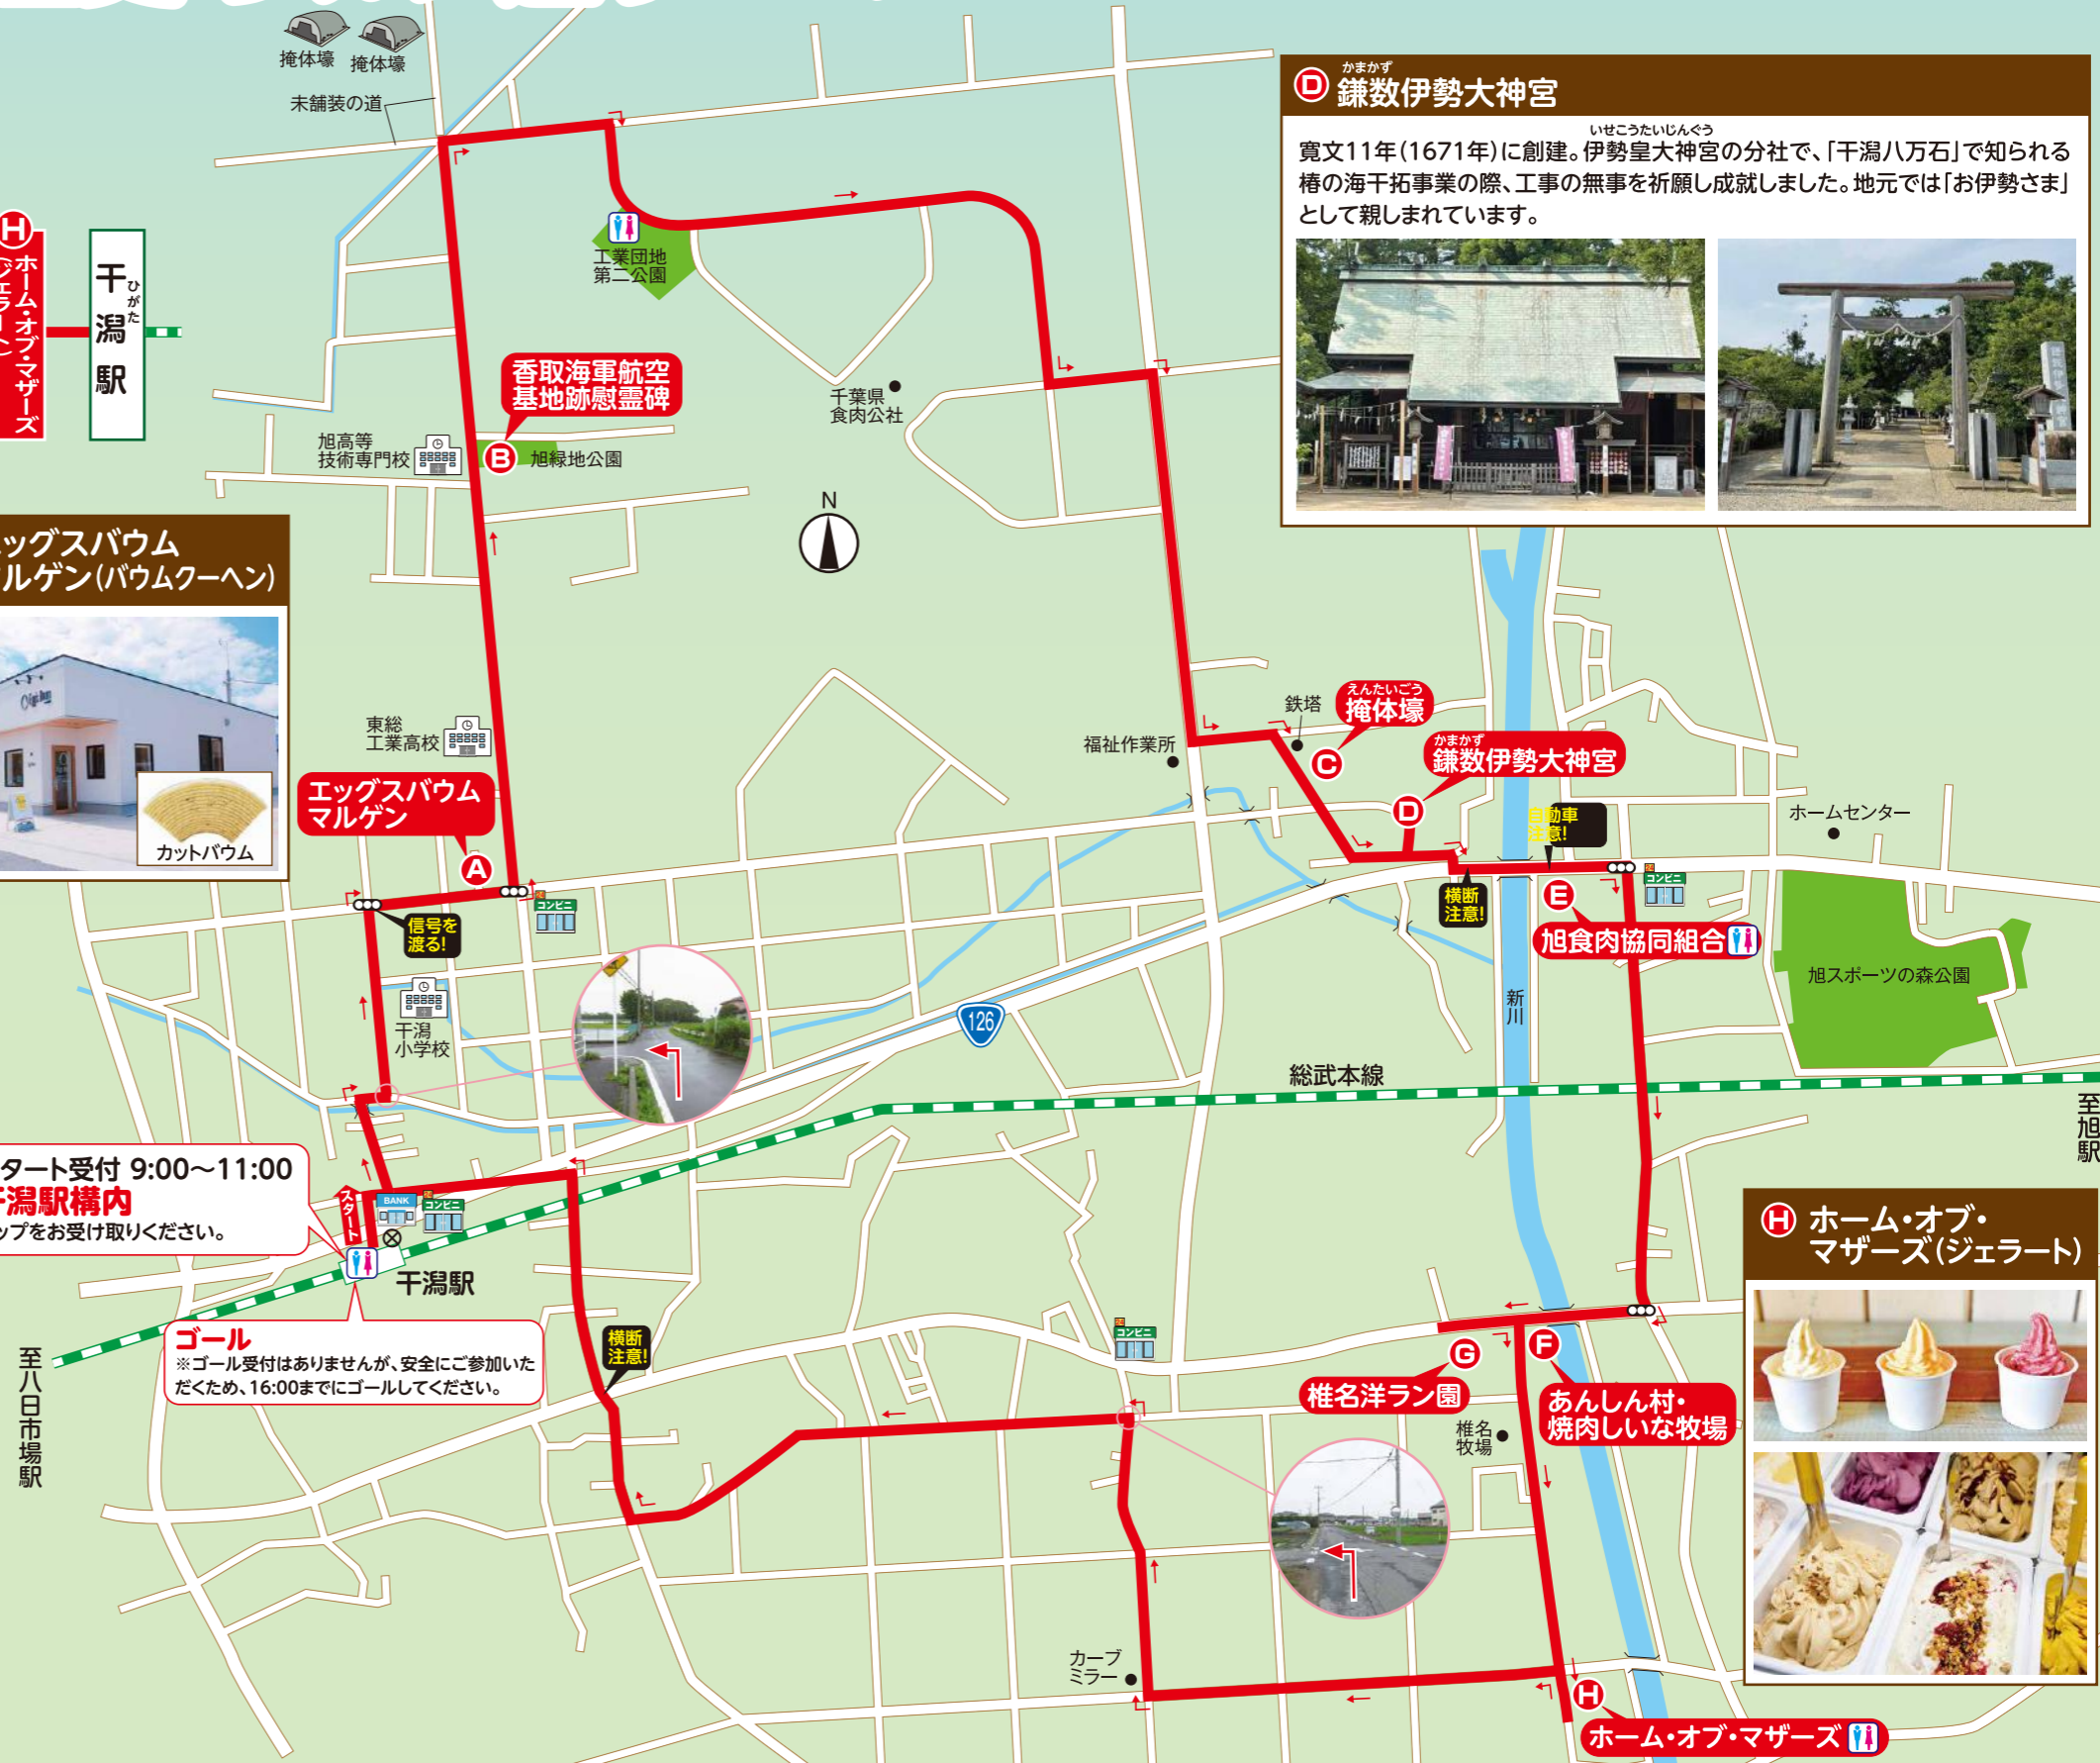 掩体壕
掩体壕
未舗装の道
H
ホーム・オブ・マザーズ
(ジェラート)
ひがた
干潟駅
D
かまかず
鎌数伊勢大神宮
いせこうたいじんぐう
寛文11年(1671年)に創建。伊勢皇大神宮の分社で、「干潟八万石」で知られる
椿の海干拓事業の際、工事の無事を祈願し成就しました。地元では「お伊勢さま」
として親しまれています。
工業団地
第二公園
香取海軍航空
基地跡慰霊碑
千葉県
食肉公社
旭高等
技術専門校
B
旭緑地公園
N
ッグスバウム
ルゲン(バウムクーヘン)
カットバウム
東総
工業高校
エッグスバウム
マルゲン
A
信号を
渡る!
コンビニ
干潟
小学校
126
福祉作業所
鉄塔
えんたいごう
掩体壕
C
かまかず
鎌数伊勢大神宮
D
自動車
注意!
ホームセンター
横断
注意!
E
コンビニ
旭食肉協同組合
旭スポーツの森公園
新川
総武本線
至旭駅
タート受付 9:00〜11:00
干潟駅構内
ップをお受け取りください。
スタート
BANK
コンビニ
干潟駅
ゴール
※ゴール受付はありませんが、安全にご参加いた
だくため、16:00までにゴールしてください。
至八日市場駅
横断
注意!
コンビニ
G
椎名洋ラン園
F
あんしん村・
焼肉しいな牧場
椎名
牧場
H
ホーム・オブ・
マザーズ(ジェラート)
カーブ
ミラー
H
ホーム・オブ・マザーズ